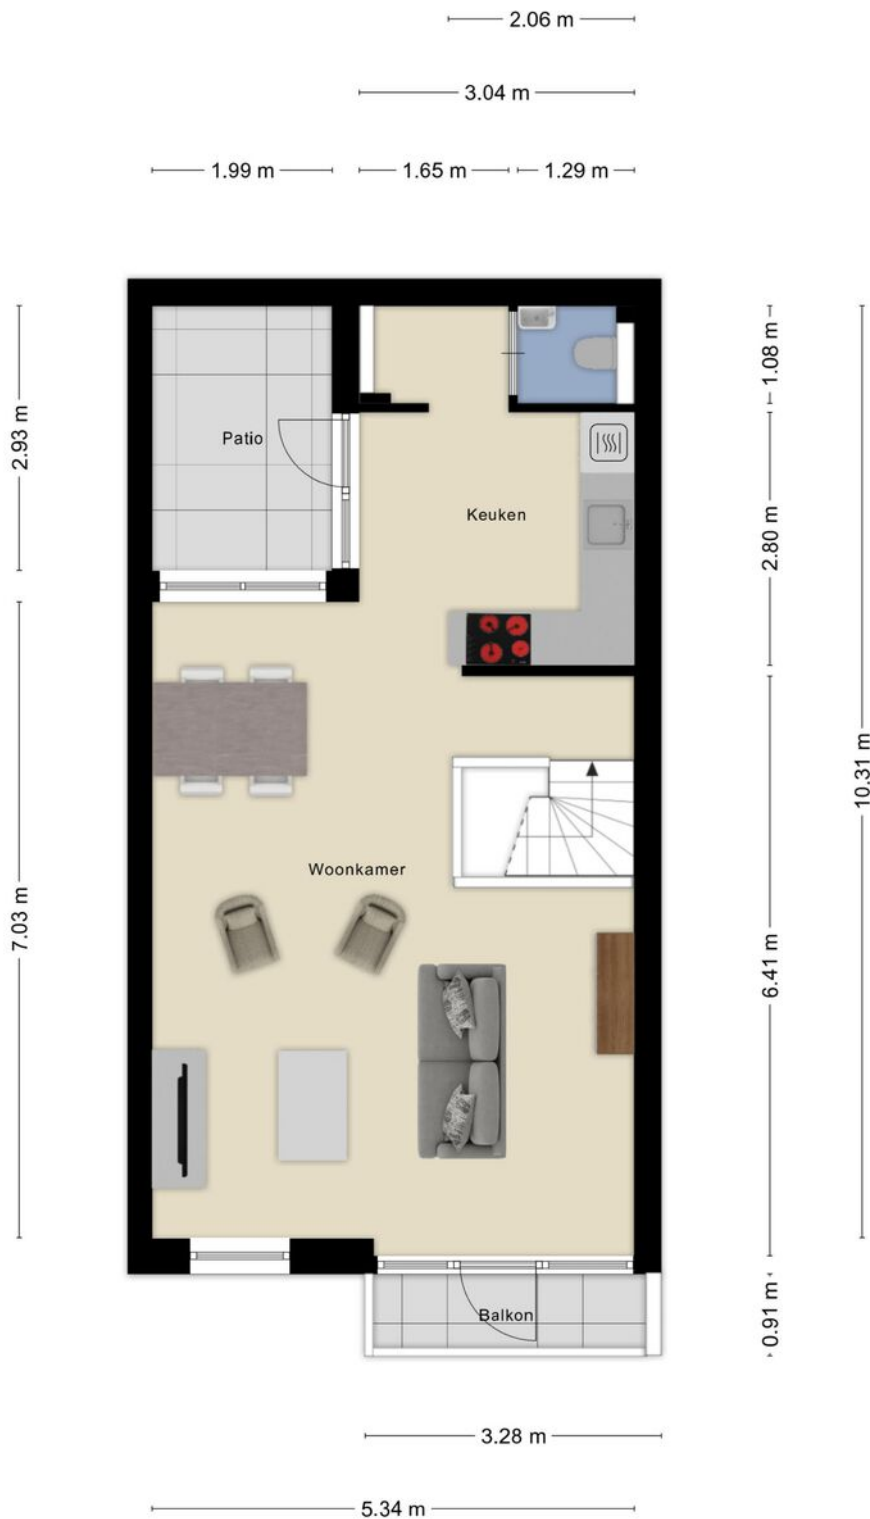 2.06 m
3.04 m
1.99 m
1.65 m
1.29 m
1.08 m
2.93 m
Patio
Keuken
2.80 m
10.31 m
Woonkamer
7.03 m
6.41 m
Balkon
0.91 m
3.28 m
5.34 m